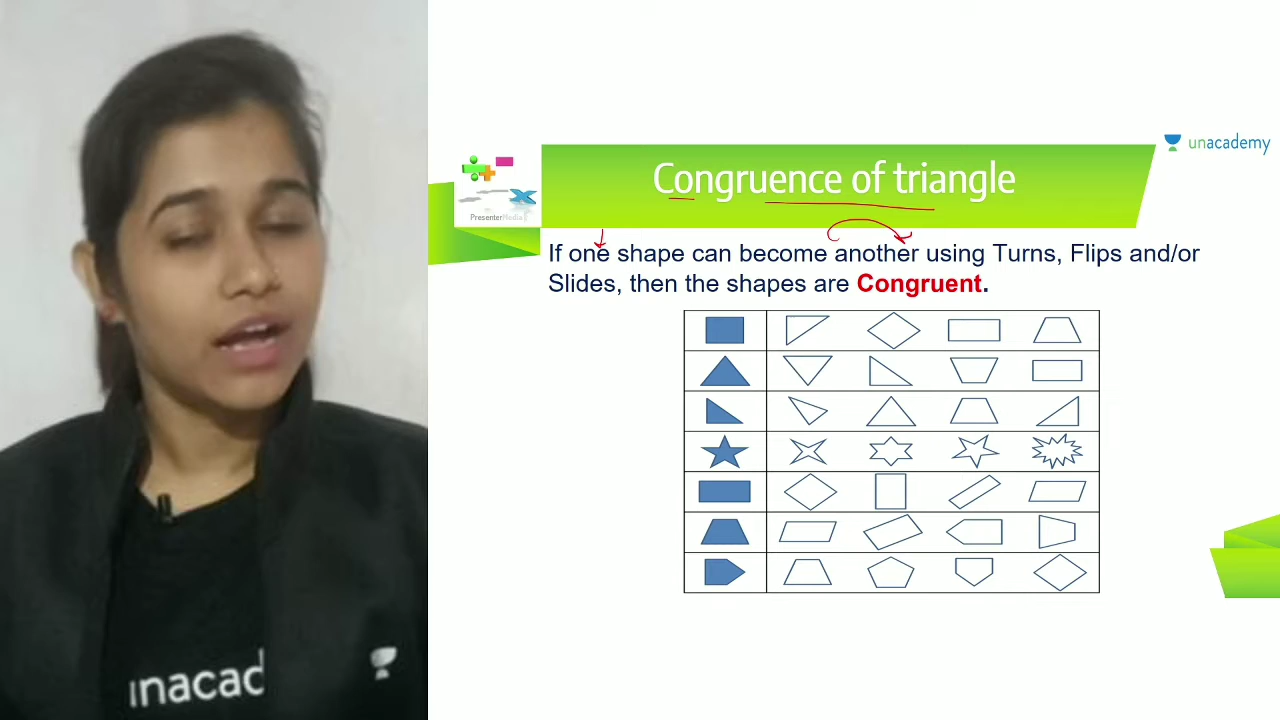 unacademy
Congruence of triangle
PresenterMedia
If one shape can become another using Turns, Flips and/or
Slides, then the shapes are Congruent.
unacad